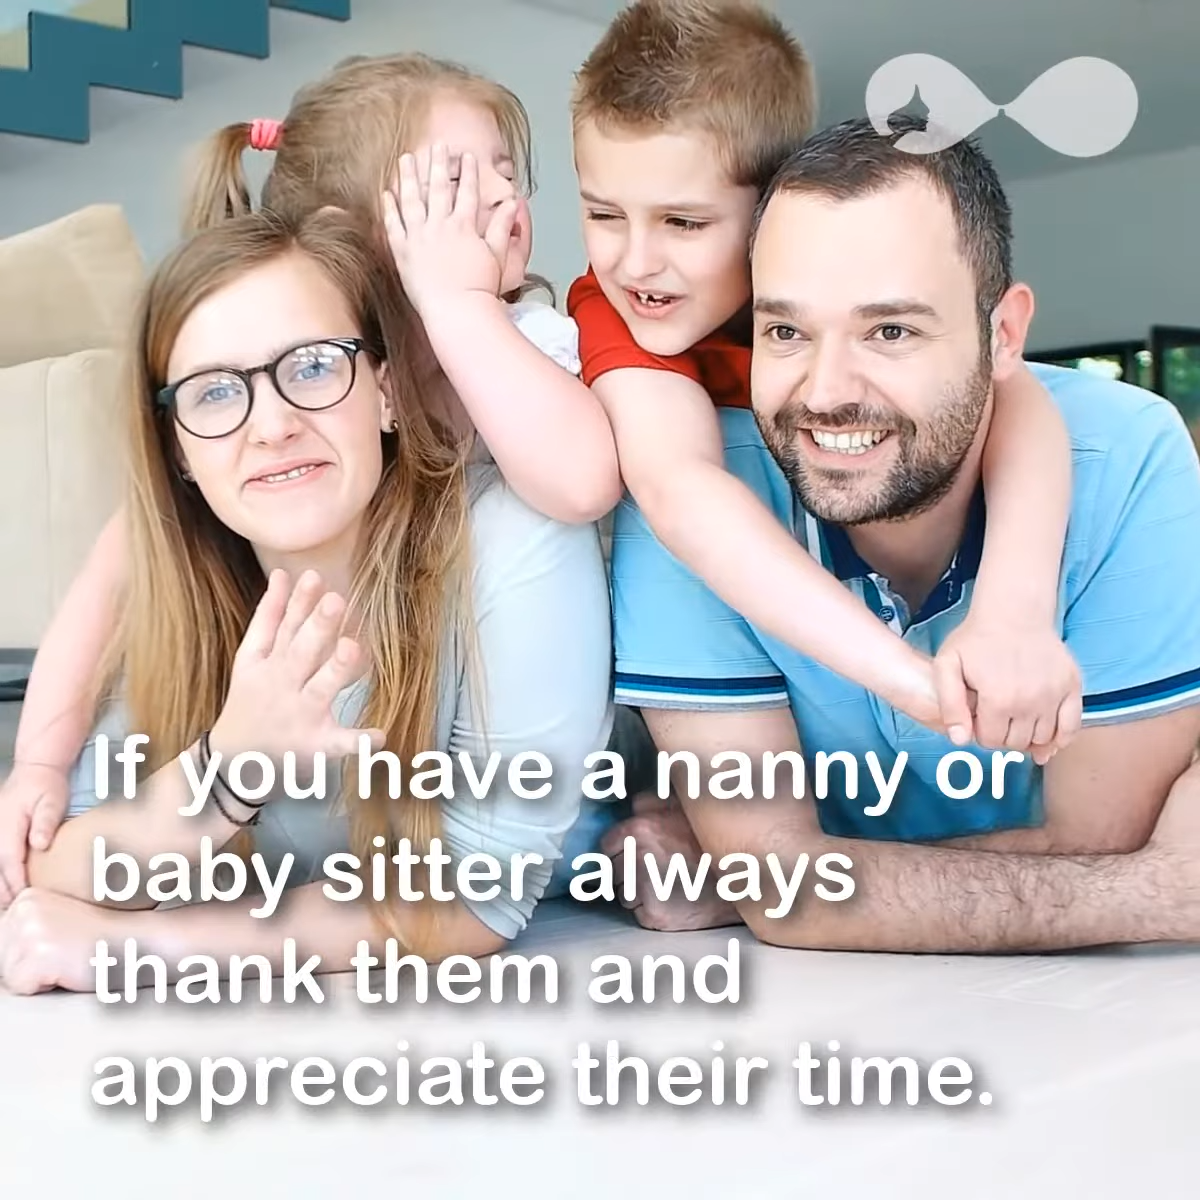 If you have a nanny or
baby sitter always
thank them and
appreciate their time.